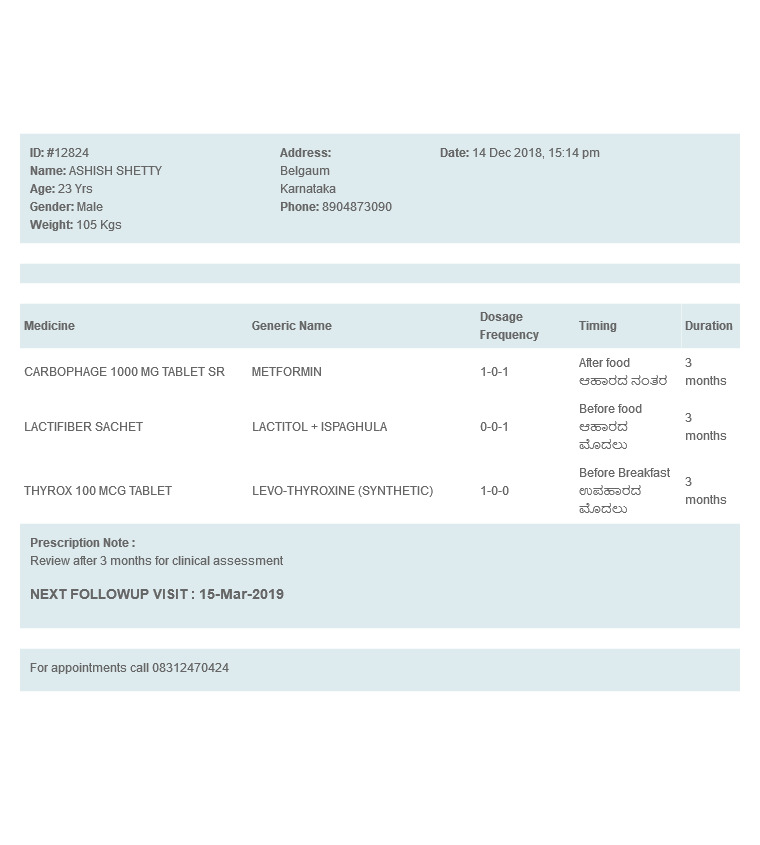 ID: #12824
Name: ASHISH SHETTY
Age: 23 Yrs
Gender: Male
Weight: 105 Kgs
Address:
Belgaum
Karnataka
Phone: 8904873090
Date: 14 Dec 2018, 15:14 pm
Medicine Generic Name Dosage Frequency Timing Duration
CARBOPHAGE 1000 MG TABLET SR METFORMIN 1-0-1 After food 3 months
ಆಹಾರದ ನಂತರ
LACTIFIBER SACHET LACTITOL + ISPAGHULA 0-0-1 Before food 3 months
ಆಹಾರದ
ಮೊದಲು
THYROX 100 MCG TABLET LEVO-THYROXINE (SYNTHETIC) 1-0-0 Before Breakfast 3 months
ಉಪಹಾರದ
ಮೊದಲು
Prescription Note :
Review after 3 months for clinical assessment
NEXT FOLLOWUP VISIT : 15-Mar-2019
For appointments call 08312470424